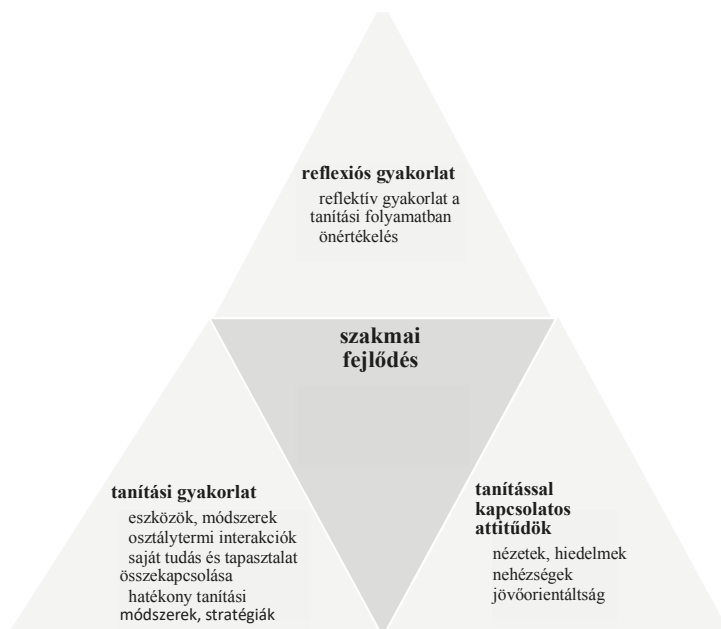 reflexiós gyakorlat
reflektív gyakorlat a
tanítási folyamatban
önértékelés
szakmai
fejlődés
tanítási gyakorlat
eszközök, módszerek
osztálytermi interakciók
saját tudás és tapasztalat
összekapcsolása
hatékony tanítási
módszerek, stratégiák
tanítással
kapcsolatos
attitűdök
nézetek, hiedelmek
nehézségek
jövőorientáltság